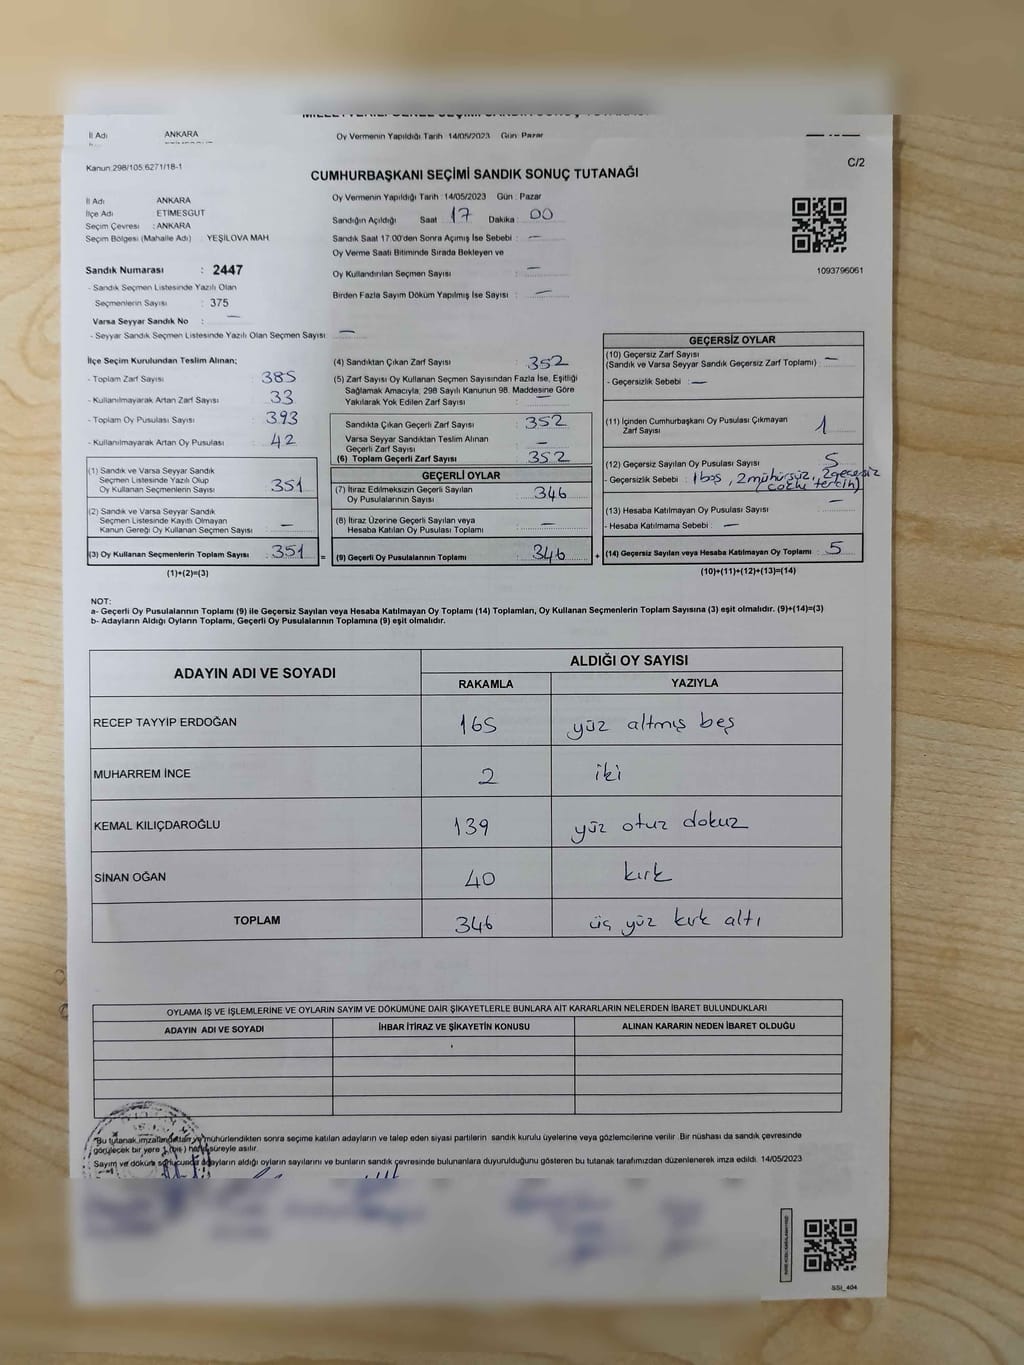 İl Adı ANKARA
Oy Vermenin Yapıldığı Tarih 14/05/2023 Gün: Pazar
Kanun:298/105,6271/18-1
C/2
CUMHURBAŞKANI SEÇİMİ SANDIK SONUÇ TUTANAĞI
İl Adı : ANKARA
İlçe Adı : ETİMESGUT
Seçim Çevresi : ANKARA
Seçim Bölgesi (Mahalle Adı) : YEŞİLOVA MAH
Sandık Numarası : 2447
- Sandık Seçmen Listesinde Yazılı Olan
Seçmenlerin Sayısı : 375
Varsa Seyyar Sandık No : —
- Seyyar Sandık Seçmen Listesinde Yazılı Olan Seçmen Sayısı : —
Oy Vermenin Yapıldığı Tarih : 14/05/2023 Gün : Pazar
Sandığın Açıldığı Saat 17 Dakika 00
Sandık Saat 17:00'den Sonra Açımış İse Sebebi : —
Oy Verme Saati Bitiminde Sırada Bekleyen ve
Oy Kullandırılan Seçmen Sayısı : —
Birden Fazla Sayım Döküm Yapılmış İse Sayısı : —
1093796061
İlçe Seçim Kurulundan Teslim Alınan;
- Toplam Zarf Sayısı : 385
- Kullanılmayarak Artan Zarf Sayısı : 33
- Toplam Oy Pusulası Sayısı : 393
- Kullanılmayarak Artan Oy Pusulası : 42
(1) Sandık ve Varsa Seyyar Sandık
Seçmen Listesinde Yazılı Olup
Oy Kullanan Seçmenlerin Sayısı : 351
(2) Sandık ve Varsa Seyyar Sandık
Seçmen Listesinde Kayıtlı Olmayan
Kanun Gereği Oy Kullanan Seçmen Sayısı : —
(3) Oy Kullanan Seçmenlerin Toplam Sayısı : 351
(1)+(2)=(3)
(4) Sandıktan Çıkan Zarf Sayısı : 352
(5) Zarf Sayısı Oy Kullanan Seçmen Sayısından Fazla İse, Eşitliği
Sağlamak Amacıyla; 298 Sayılı Kanunun 98. Maddesine Göre
Yakılarak Yok Edilen Zarf Sayısı : —
Sandıkta Çıkan Geçerli Zarf Sayısı : 352
Varsa Seyyar Sandıktan Teslim Alınan
Geçerli Zarf Sayısı : —
(6) Toplam Geçerli Zarf Sayısı : 352
GEÇERLİ OYLAR
(7) İtiraz Edilmeksizin Geçerli Sayılan
Oy Pusulalarının Sayısı : 346
(8) İtiraz Üzerine Geçerli Sayılan veya
Hesaba Katılan Oy Pusulası Toplamı : —
= (9) Geçerli Oy Pusulalarının Toplamı : 346 +
GEÇERSİZ OYLAR
(10) Geçersiz Zarf Sayısı
(Sandık ve Varsa Seyyar Sandık Geçersiz Zarf Toplamı) : —
- Geçersizlik Sebebi : —
(11) İçinden Cumhurbaşkanı Oy Pusulası Çıkmayan
Zarf Sayısı : 1
(12) Geçersiz Sayılan Oy Pusulası Sayısı : 5
- Geçersizlik Sebebi : 1 boş, 2 mühürsüz, 2 geçersiz
tercih)
(13) Hesaba Katılmayan Oy Pusulası Sayısı : —
- Hesaba Katılmama Sebebi : —
(14) Geçersiz Sayılan veya Hesaba Katılmayan Oy Toplamı : 5
(10)+(11)+(12)+(13)=(14)
NOT:
a- Geçerli Oy Pusulalarının Toplamı (9) ile Geçersiz Sayılan veya Hesaba Katılmayan Oy Toplamı (14) Toplamları, Oy Kullanan Seçmenlerin Toplam Sayısına (3) eşit olmalıdır. (9)+(14)=(3)
b- Adayların Aldığı Oyların Toplamı, Geçerli Oy Pusulalarının Toplamına (9) eşit olmalıdır.
ADAYIN ADI VE SOYADI ALDIĞI OY SAYISI
RAKAMLA YAZIYLA
RECEP TAYYİP ERDOĞAN 165 yüz altmış beş
MUHARREM İNCE 2 iki
KEMAL KILIÇDAROĞLU 139 yüz otuz dokuz
SİNAN OĞAN 40 kırk
TOPLAM 346 üç yüz kırk altı
OYLAMA İŞ VE İŞLEMLERİNE VE OYLARIN SAYIM VE DÖKÜMÜNE DAİR ŞİKAYETLERLE BUNLARA AİT KARARLARIN NELERDEN İBARET BULUNDUKLARI
ADAYIN ADI VE SOYADI İHBAR İTİRAZ VE ŞİKAYETİN KONUSU ALINAN KARARIN NEDEN İBARET OLDUĞU
"Bu tutanak imzalandıktan ve mühürlendikten sonra seçime katılan adayların ve talep eden siyasi partilerin sandık kurulu üyelerine veya gözlemcilerine verilir. Bir nüshası da sandık çevresinde
görülecek bir yere 1 (bir) hafta süreyle asılır.
Sayım ve döküm sonucunda adayların aldığı oyların sayılarını ve bunların sandık çevresinde bulunanlara duyurulduğunu gösteren bu tutanak tarafımızdan düzenlenerek imza edildi. 14/05/2023
SSI_404